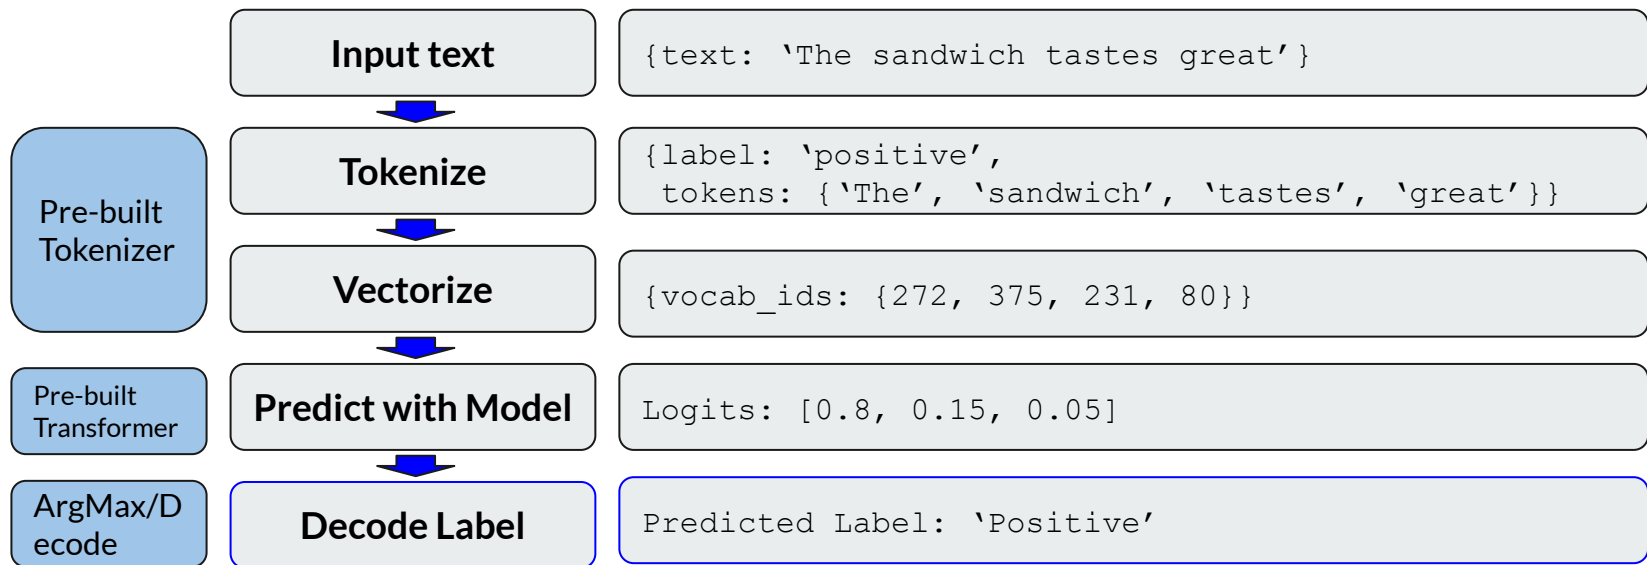 Input text
{text: ‘The sandwich tastes great’}
Pre-built
Tokenizer
Tokenize
{label: ‘positive’,
tokens: {‘The’, ‘sandwich’, ‘tastes’, ‘great’}}
Vectorize
{vocab_ids: {272, 375, 231, 80}}
Pre-built
Transformer
Predict with Model
Logits: [0.8, 0.15, 0.05]
ArgMax/D
ecode
Decode Label
Predicted Label: ‘Positive’